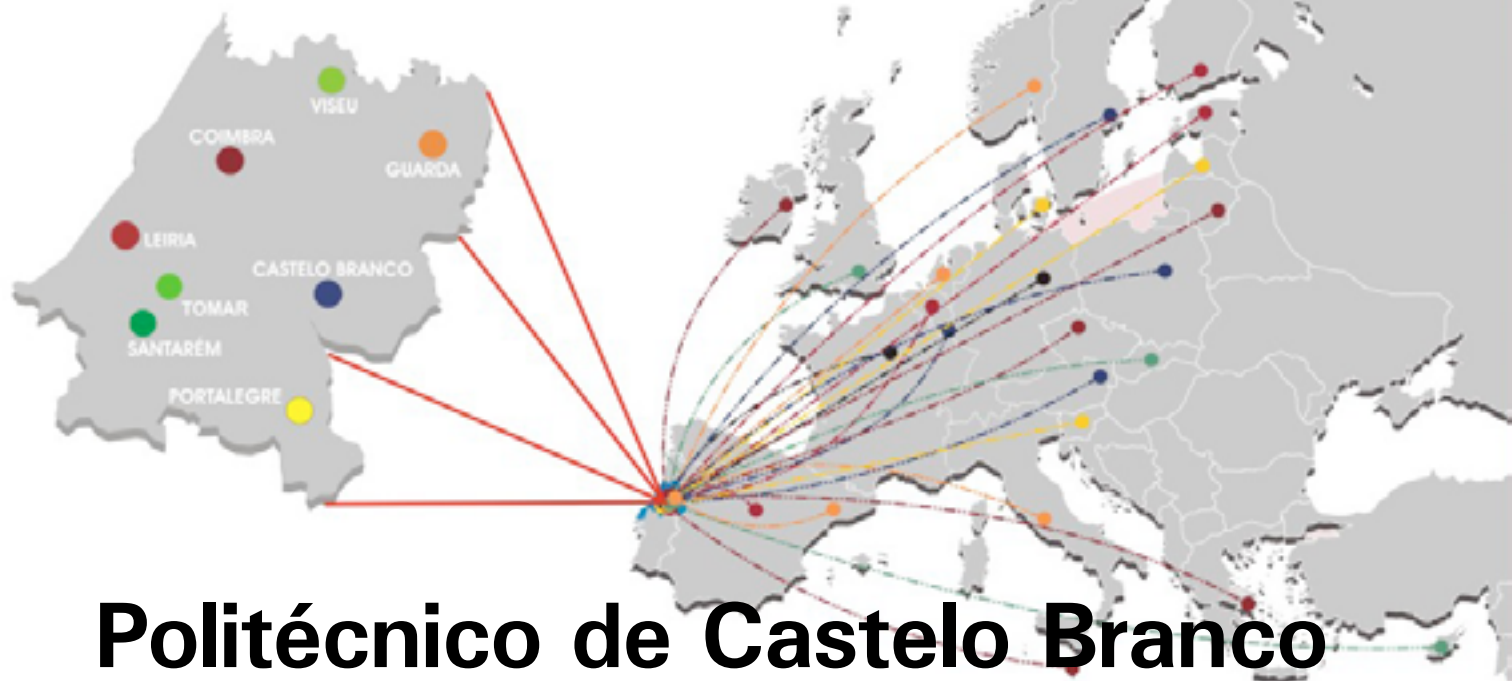 VISEU
COIMBRA
GUARDA
LEIRIA
CASTELO BRANCO
TOMAR
SANTARÉM
PORTALEGRE
Politécnico de Castelo Branco